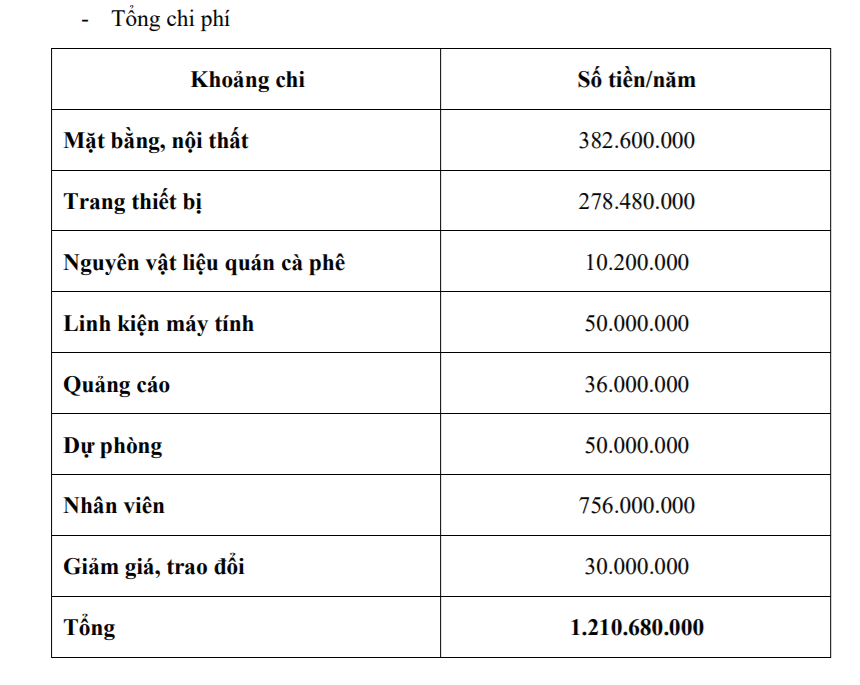 - Tổng chi phí
Khoảng chi Số tiền/năm
Mặt bằng, nội thất 382.600.000
Trang thiết bị 278.480.000
Nguyên vật liệu quán cà phê 10.200.000
Linh kiện máy tính 50.000.000
Quảng cáo 36.000.000
Dự phòng 50.000.000
Nhân viên 756.000.000
Giảm giá, trao đổi 30.000.000
Tổng 1.210.680.000